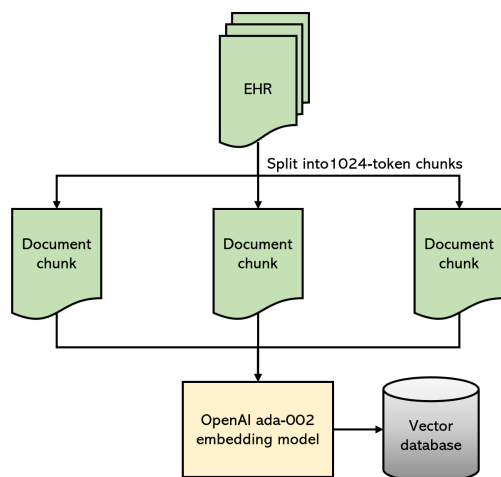 EHR
Split into1024-token chunks
Document
chunk
Document
chunk
Document
chunk
OpenAI ada-002
embedding model
Vector
database